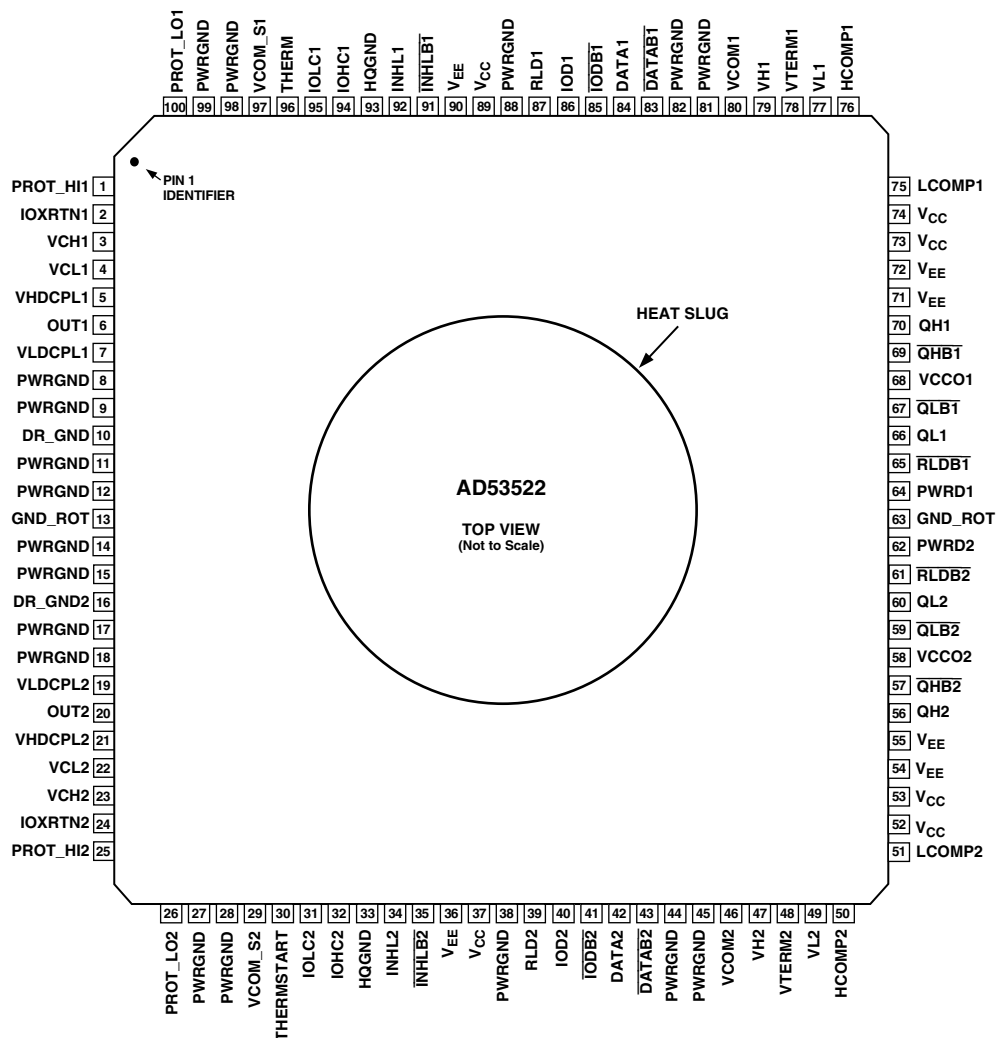 PROT_LO1
PWRGND
PWRGND
VCOM_S1
THERM
IOLC1
IOHC1
HQGND
INHL1
INHLB1
VEE
VCC
PWRGND
RLD1
IOD1
IODB1
DATA1
DATAB1
PWRGND
PWRGND
VCOM1
VH1
VTERM1
VL1
HCOMP1
100 99 98 97 96 95 94 93 92 91 90 89 88 87 86 85 84 83 82 81 80 79 78 77 76
PIN 1
IDENTIFIER
PROT_HI1 1
IOXRTN1 2
VCH1 3
VCL1 4
VHDCPL1 5
OUT1 6
VLDCPL1 7
PWRGND 8
PWRGND 9
DR_GND 10
PWRGND 11
PWRGND 12
GND_ROT 13
PWRGND 14
PWRGND 15
DR_GND2 16
PWRGND 17
PWRGND 18
VLDCPL2 19
OUT2 20
VHDCPL2 21
VCL2 22
VCH2 23
IOXRTN2 24
PROT_HI2 25
HEAT SLUG
AD53522
TOP VIEW
(Not to Scale)
75 LCOMP1
74 VCC
73 VCC
72 VEE
71 VEE
70 QH1
69 QHB1
68 VCCO1
67 QLB1
66 QL1
65 RLDB1
64 PWRD1
63 GND_ROT
62 PWRD2
61 RLDB2
60 QL2
59 QLB2
58 VCCO2
57 QHB2
56 QH2
55 VEE
54 VEE
53 VCC
52 VCC
51 LCOMP2
26 27 28 29 30 31 32 33 34 35 36 37 38 39 40 41 42 43 44 45 46 47 48 49 50
PROT_LO2
PWRGND
PWRGND
VCOM_S2
THERMSTART
IOLC2
IOHC2
HQGND
INHL2
INHLB2
VEE
VCC
PWRGND
RLD2
IOD2
IODB2
DATA2
DATAB2
PWRGND
PWRGND
VCOM2
VH2
VTERM2
VL2
HCOMP2